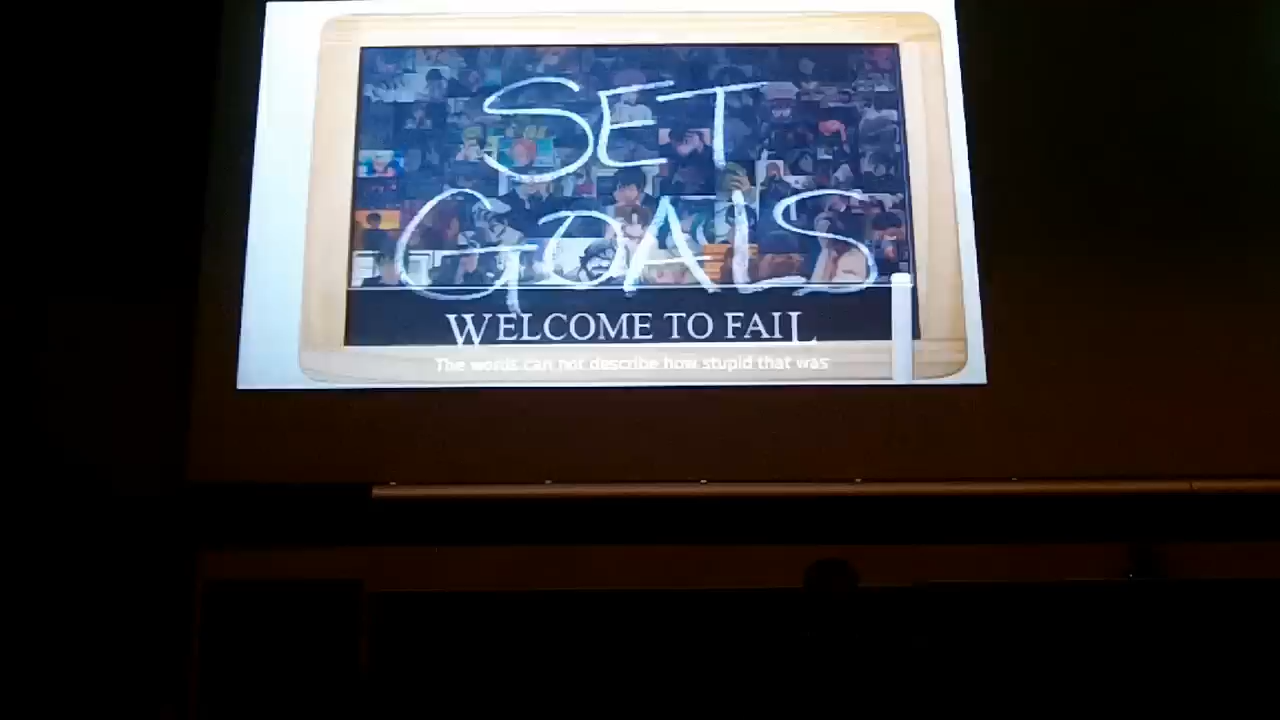 SET
GOALS
WELCOME TO FAIL
The words can not describe how stupid that was